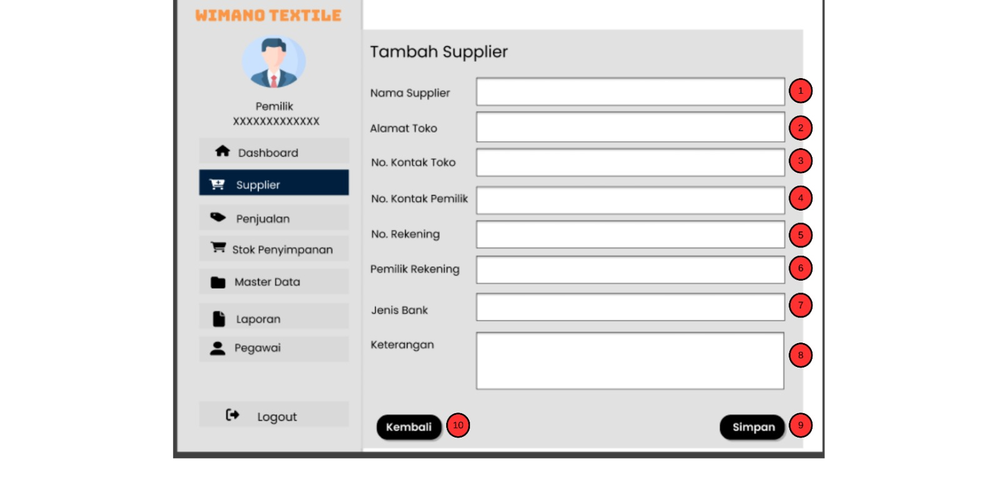 WIMANO TEXTILE
Pemilik
XXXXXXXXXXXXX
Dashboard
Supplier
Penjualan
Stok Penyimpanan
Master Data
Laporan
Pegawai
Logout
Tambah Supplier
Nama Supplier 1
Alamat Toko 2
No. Kontak Toko 3
No. Kontak Pemilik 4
No. Rekening 5
Pemilik Rekening 6
Jenis Bank 7
Keterangan 8
Kembali 10 Simpan 9